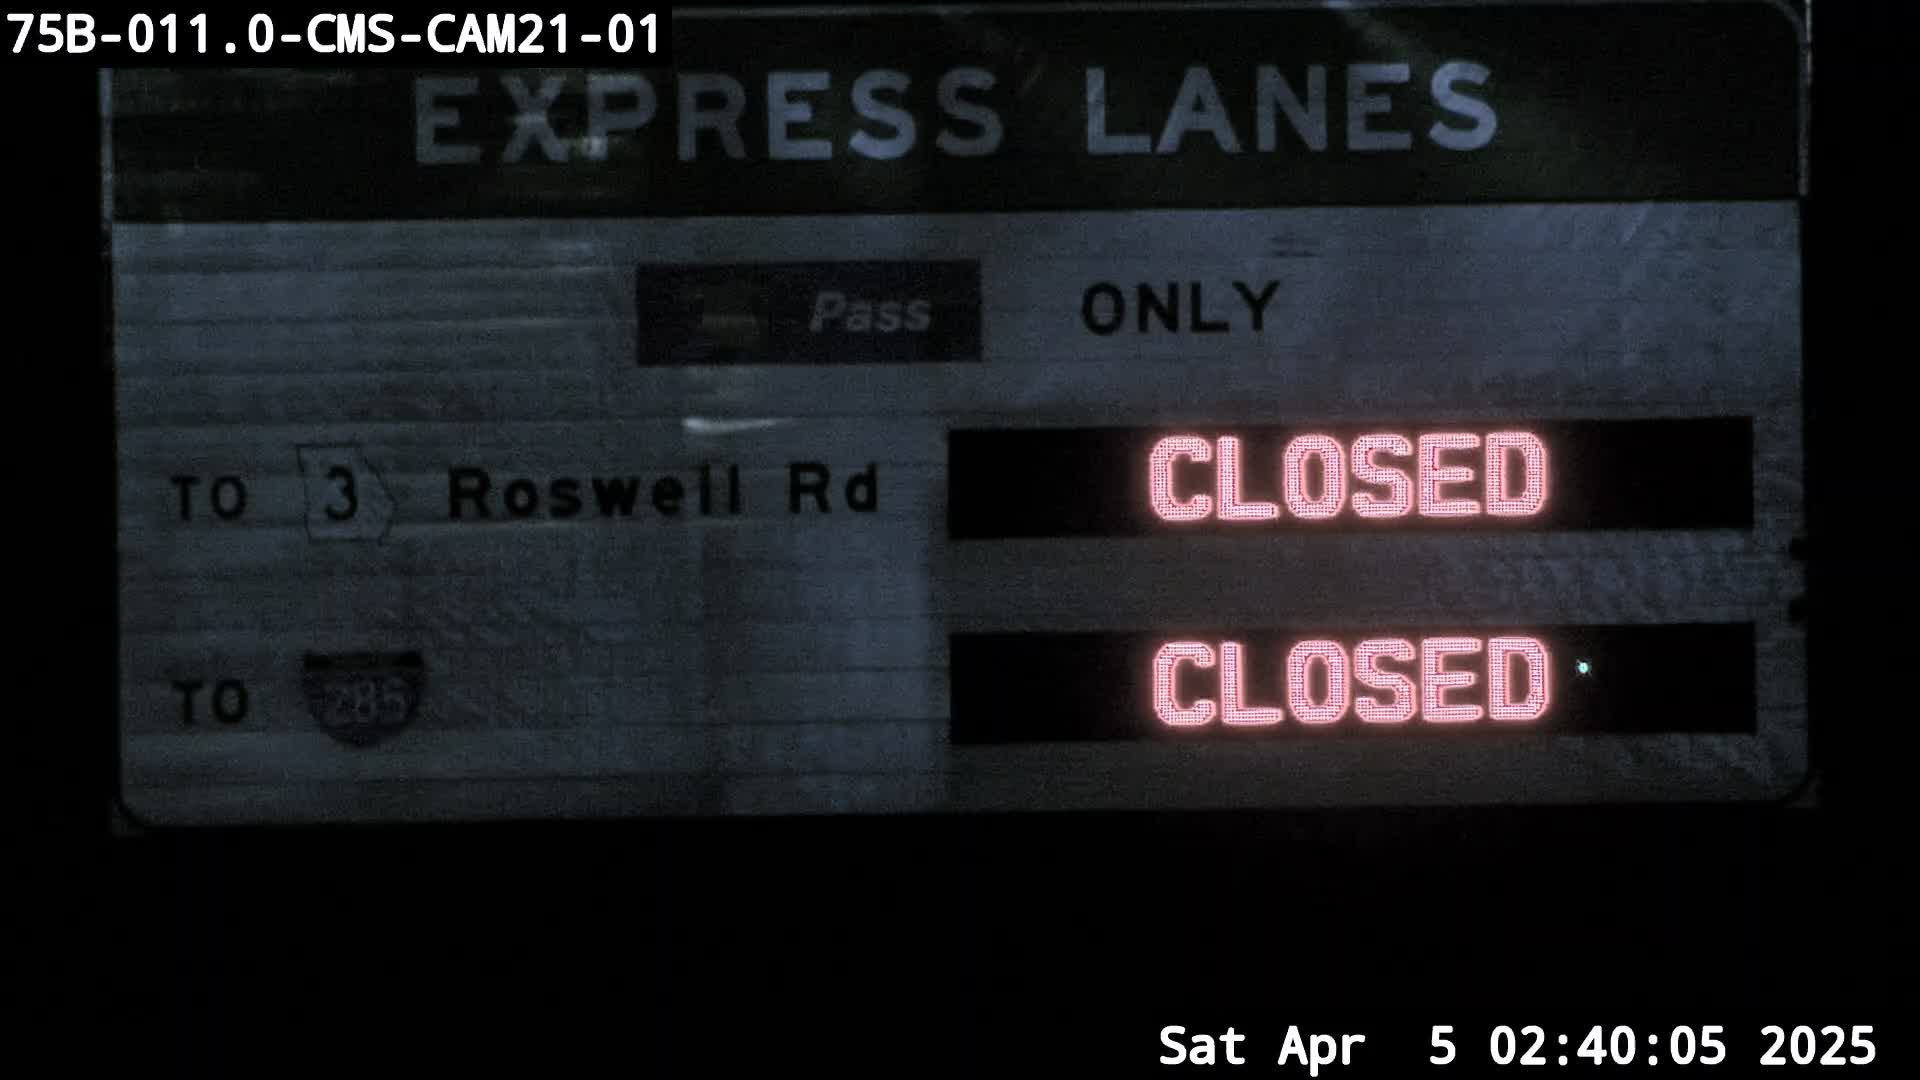 75B-011.0-CMS-CAM21-01
EXPRESS LANES
Pass ONLY
TO 3 Roswell Rd CLOSED
TO 285 CLOSED
Sat Apr 5 02:40:05 2025